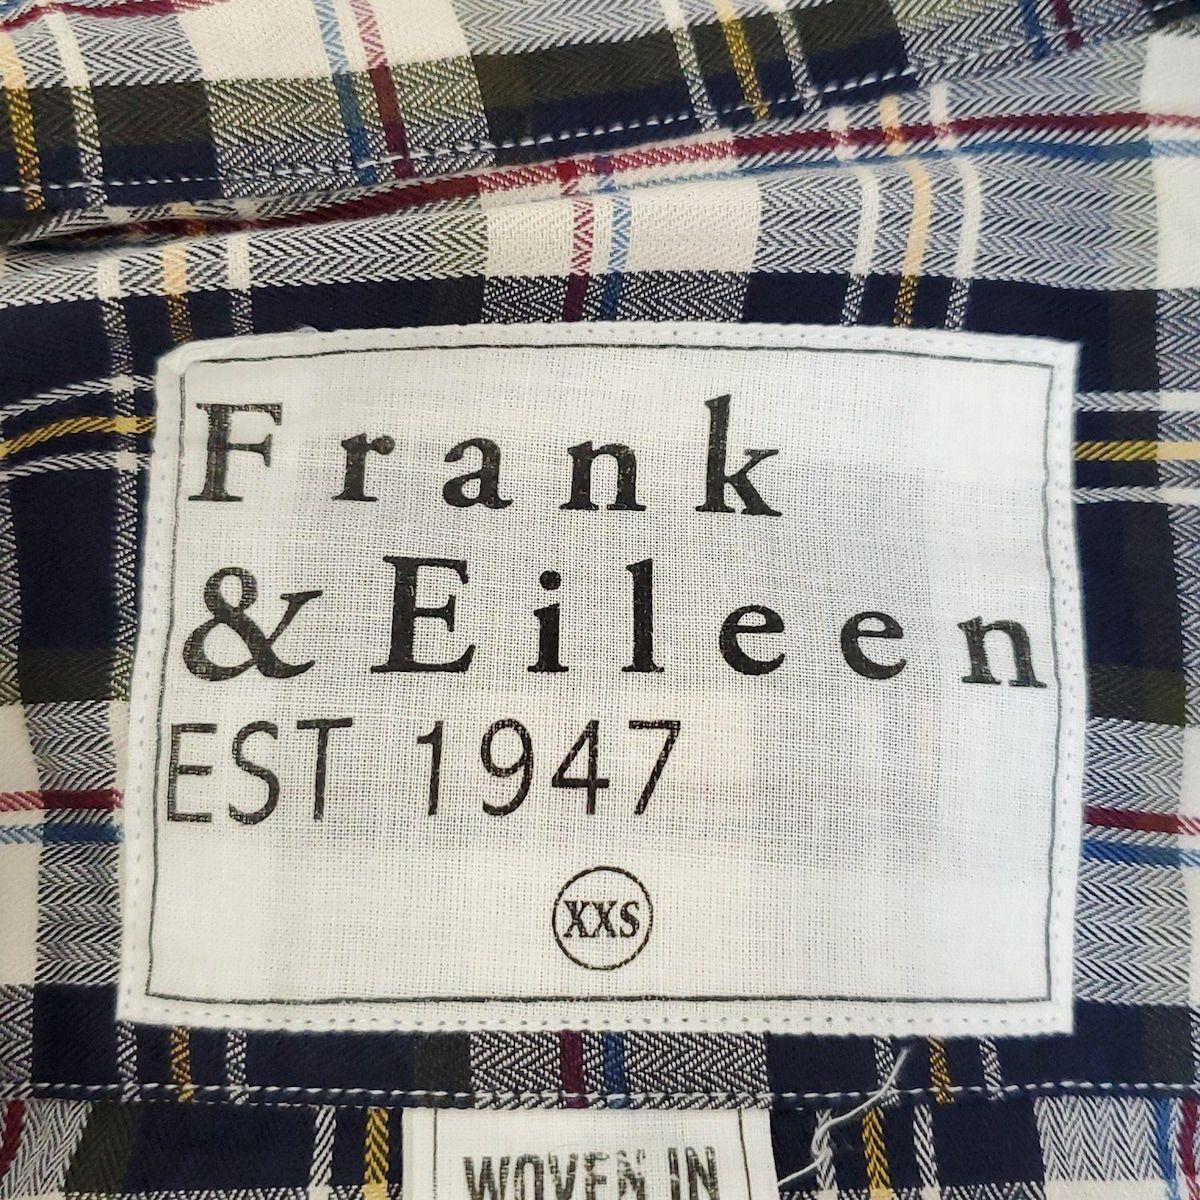 Frank
& Eileen
EST 1947
XXS
WOVEN IN